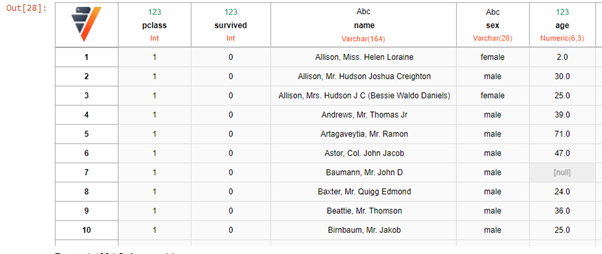 Out[28]:
123 123 Abc Abc 123
pclass survived name sex age
Int Int Varchar(164) Varchar(20) Numeric(6,3)
1 1 0 Allison, Miss. Helen Loraine female 2.0
2 1 0 Allison, Mr. Hudson Joshua Creighton male 30.0
3 1 0 Allison, Mrs. Hudson J C (Bessie Waldo Daniels) female 25.0
4 1 0 Andrews, Mr. Thomas Jr male 39.0
5 1 0 Artagaveytia, Mr. Ramon male 71.0
6 1 0 Astor, Col. John Jacob male 47.0
7 1 0 Baumann, Mr. John D male [null]
8 1 0 Baxter, Mr. Quigg Edmond male 24.0
9 1 0 Beattie, Mr. Thomson male 36.0
10 1 0 Birnbaum, Mr. Jakob male 25.0